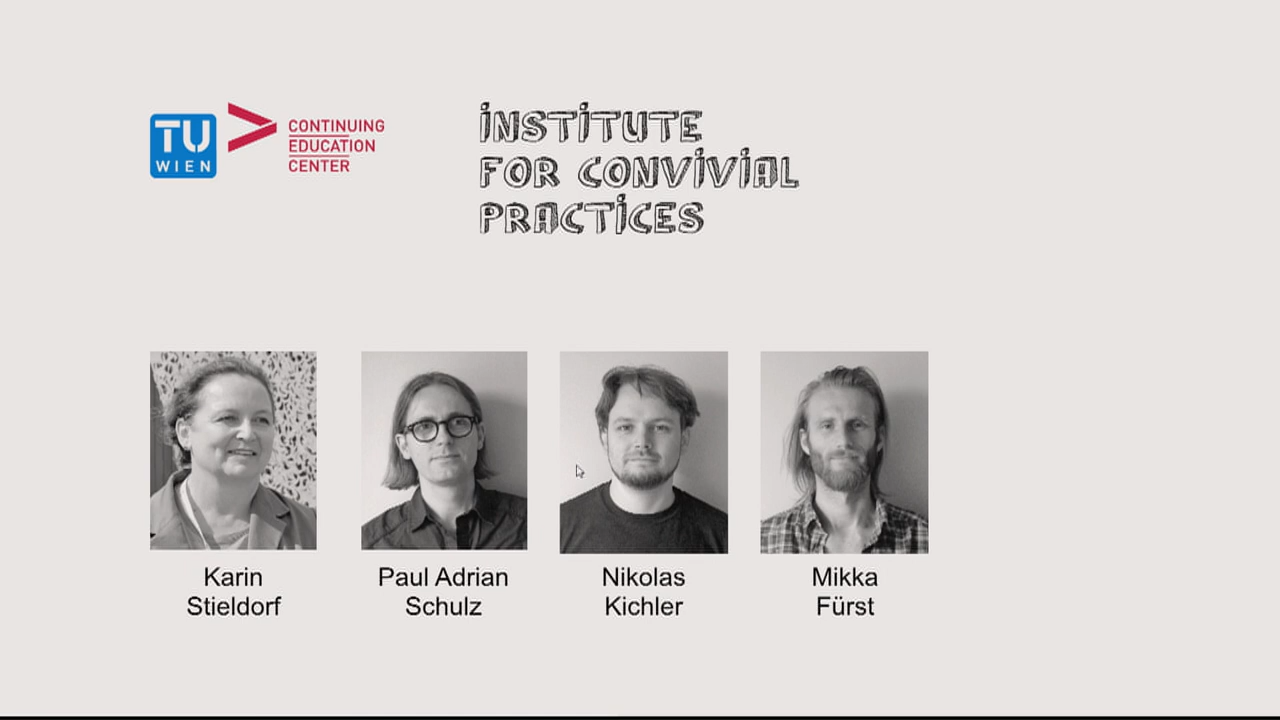 TU
WIEN
CONTINUING
EDUCATION
CENTER
INSTITUTE
FOR CONVIVIAL
PRACTICES
Karin
Stieldorf
Paul Adrian
Schulz
Nikolas
Kichler
Mikka
Fürst